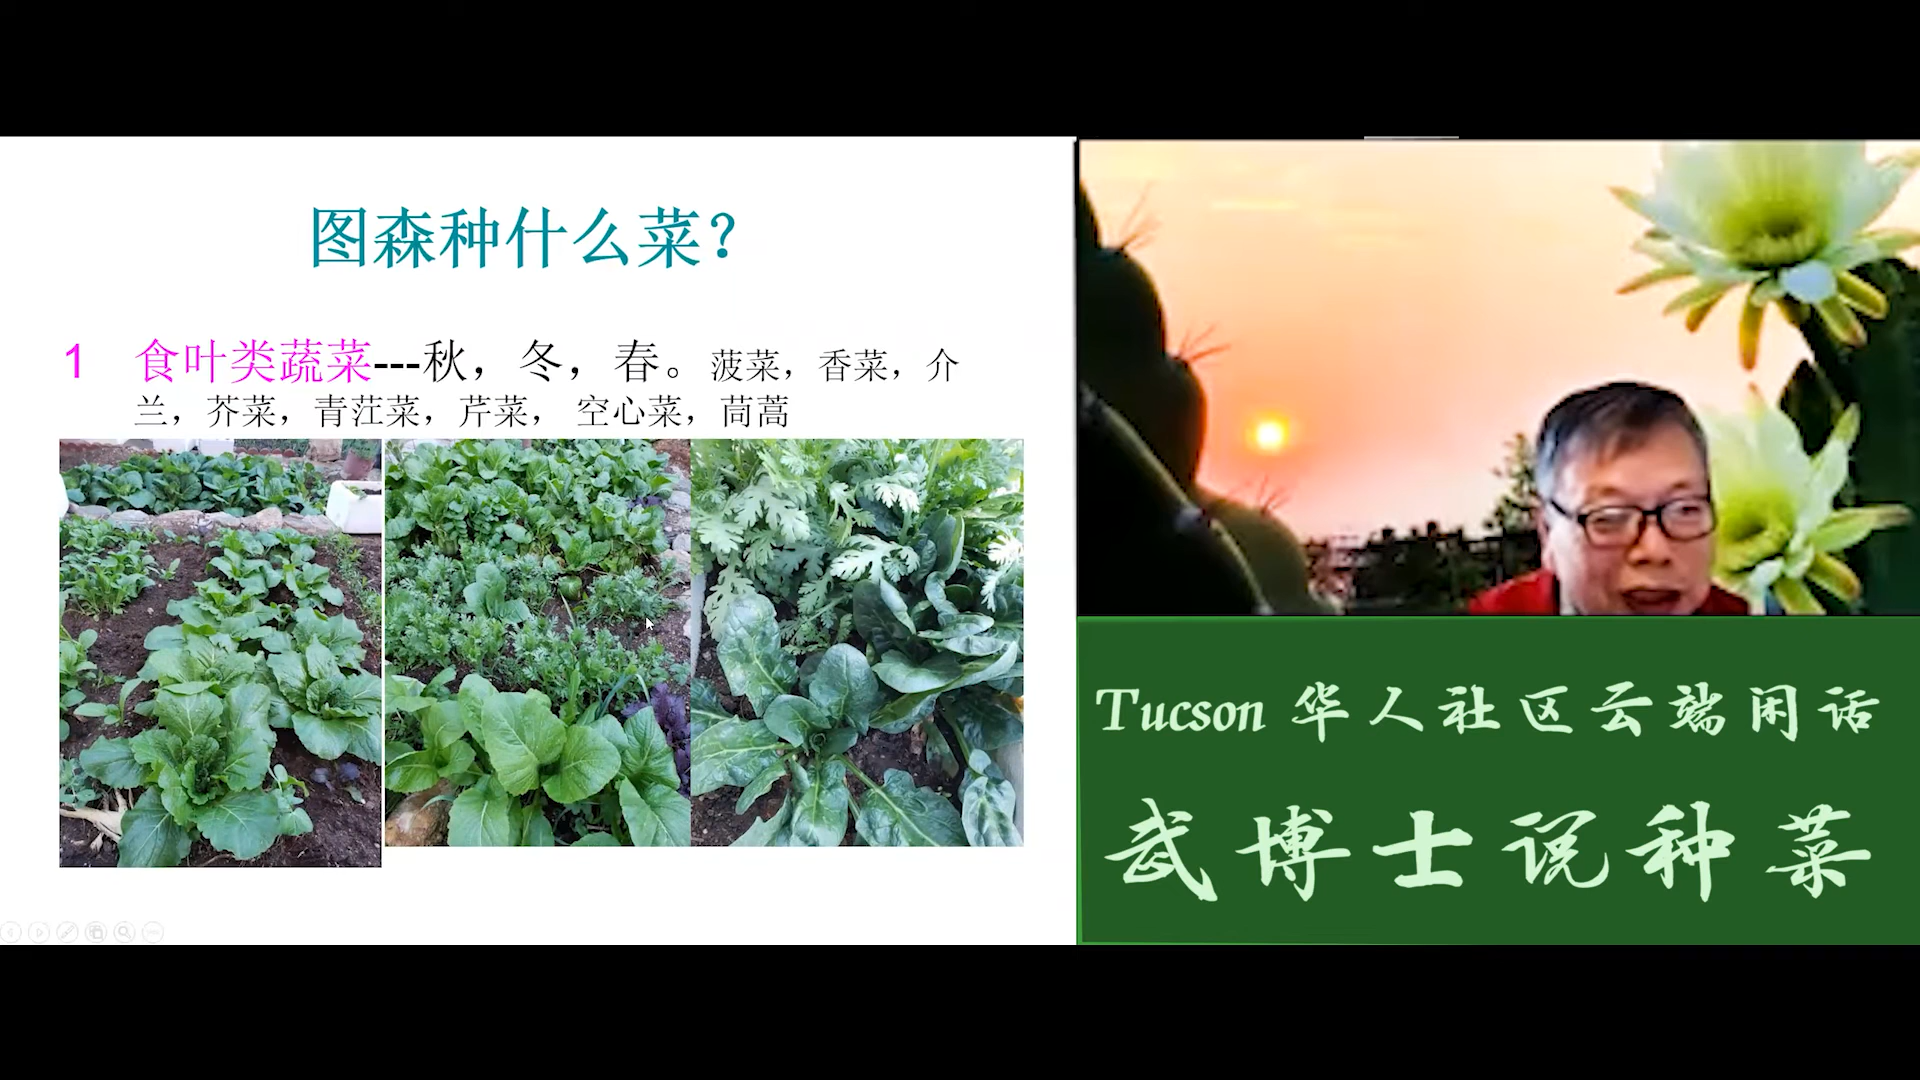 图森种什么菜？
1 食叶类蔬菜---秋，冬，春。菠菜，香菜，介
兰，芥菜，青茳菜，芹菜， 空心菜，茼蒿
Tucson 华人社区云端闲话
武博士说种菜